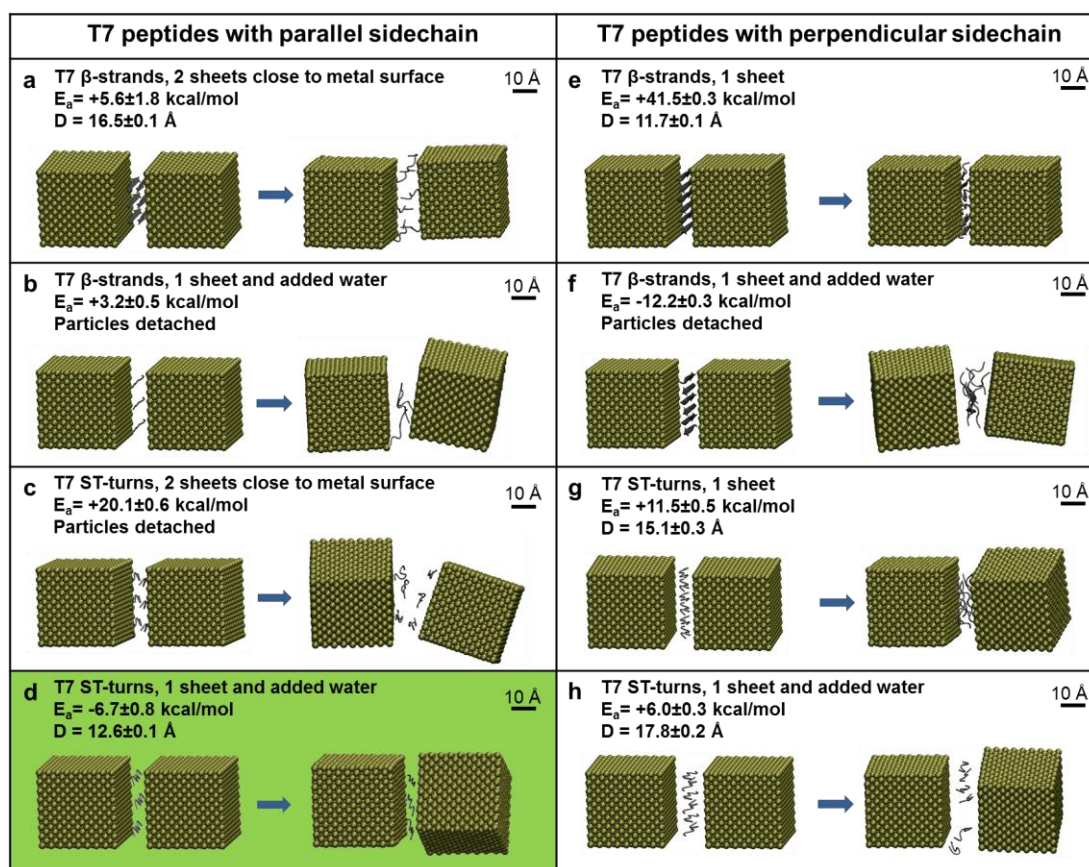 T7 peptides with parallel sidechain
a T7 β-strands, 2 sheets close to metal surface
Eₐ= +5.6±1.8 kcal/mol
D = 16.5±0.1 Å
10 Å
b T7 β-strands, 1 sheet and added water
Eₐ= +3.2±0.5 kcal/mol
Particles detached
10 Å
c T7 ST-turns, 2 sheets close to metal surface
Eₐ= +20.1±0.6 kcal/mol
Particles detached
10 Å
d T7 ST-turns, 1 sheet and added water
Eₐ= -6.7±0.8 kcal/mol
D = 12.6±0.1 Å
10 Å
T7 peptides with perpendicular sidechain
e T7 β-strands, 1 sheet
Eₐ= +41.5±0.3 kcal/mol
D = 11.7±0.1 Å
10 Å
f T7 β-strands, 1 sheet and added water
Eₐ= -12.2±0.3 kcal/mol
Particles detached
10 Å
g T7 ST-turns, 1 sheet
Eₐ= +11.5±0.5 kcal/mol
D = 15.1±0.3 Å
10 Å
h T7 ST-turns, 1 sheet and added water
Eₐ= +6.0±0.3 kcal/mol
D = 17.8±0.2 Å
10 Å